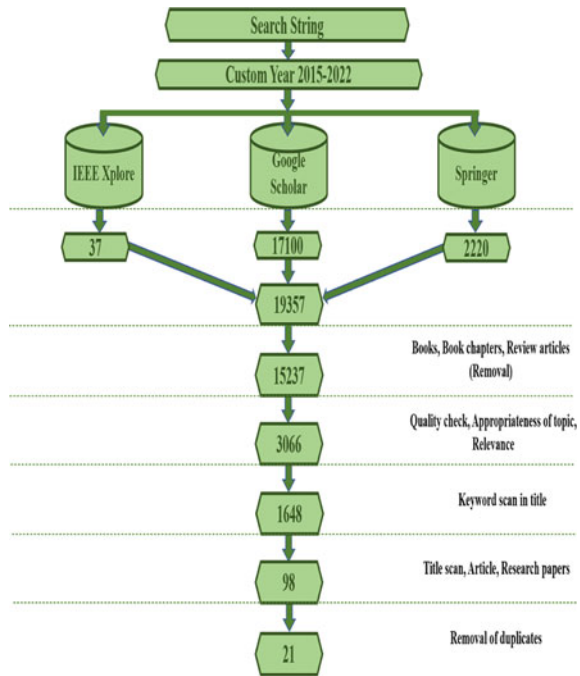 Search String
Custom Year 2015-2022
IEEE Xplore
Google
Scholar
Springer
37
17100
2220
19357
Books, Book chapters, Review articles
(Removal)
15237
Quality check, Appropriateness of topic,
Relevance
3066
Keyword scan in title
1648
Title scan, Article, Research papers
98
Removal of duplicates
21